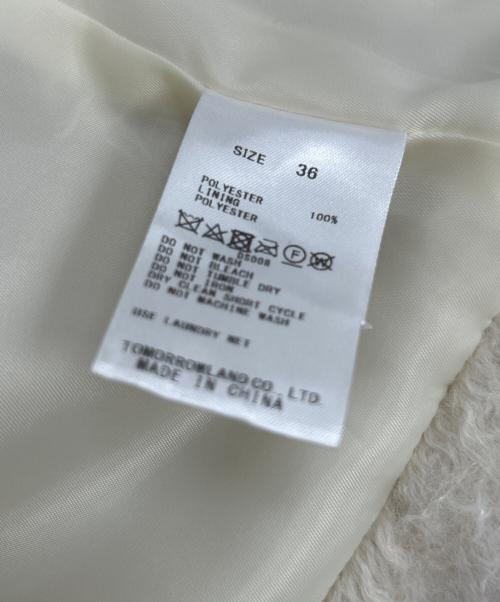 SIZE 36
POLYESTER
LINING
POLYESTER 100%
DS008
DO NOT WASH
DO NOT BLEACH
DO NOT TUMBLE DRY
DO NOT IRON
DRY CLEAN SHORT CYCLE
DO NOT MACHINE WASH
USE LAUNDRY NET
TOMORROWLAND CO., LTD
MADE IN CHINA